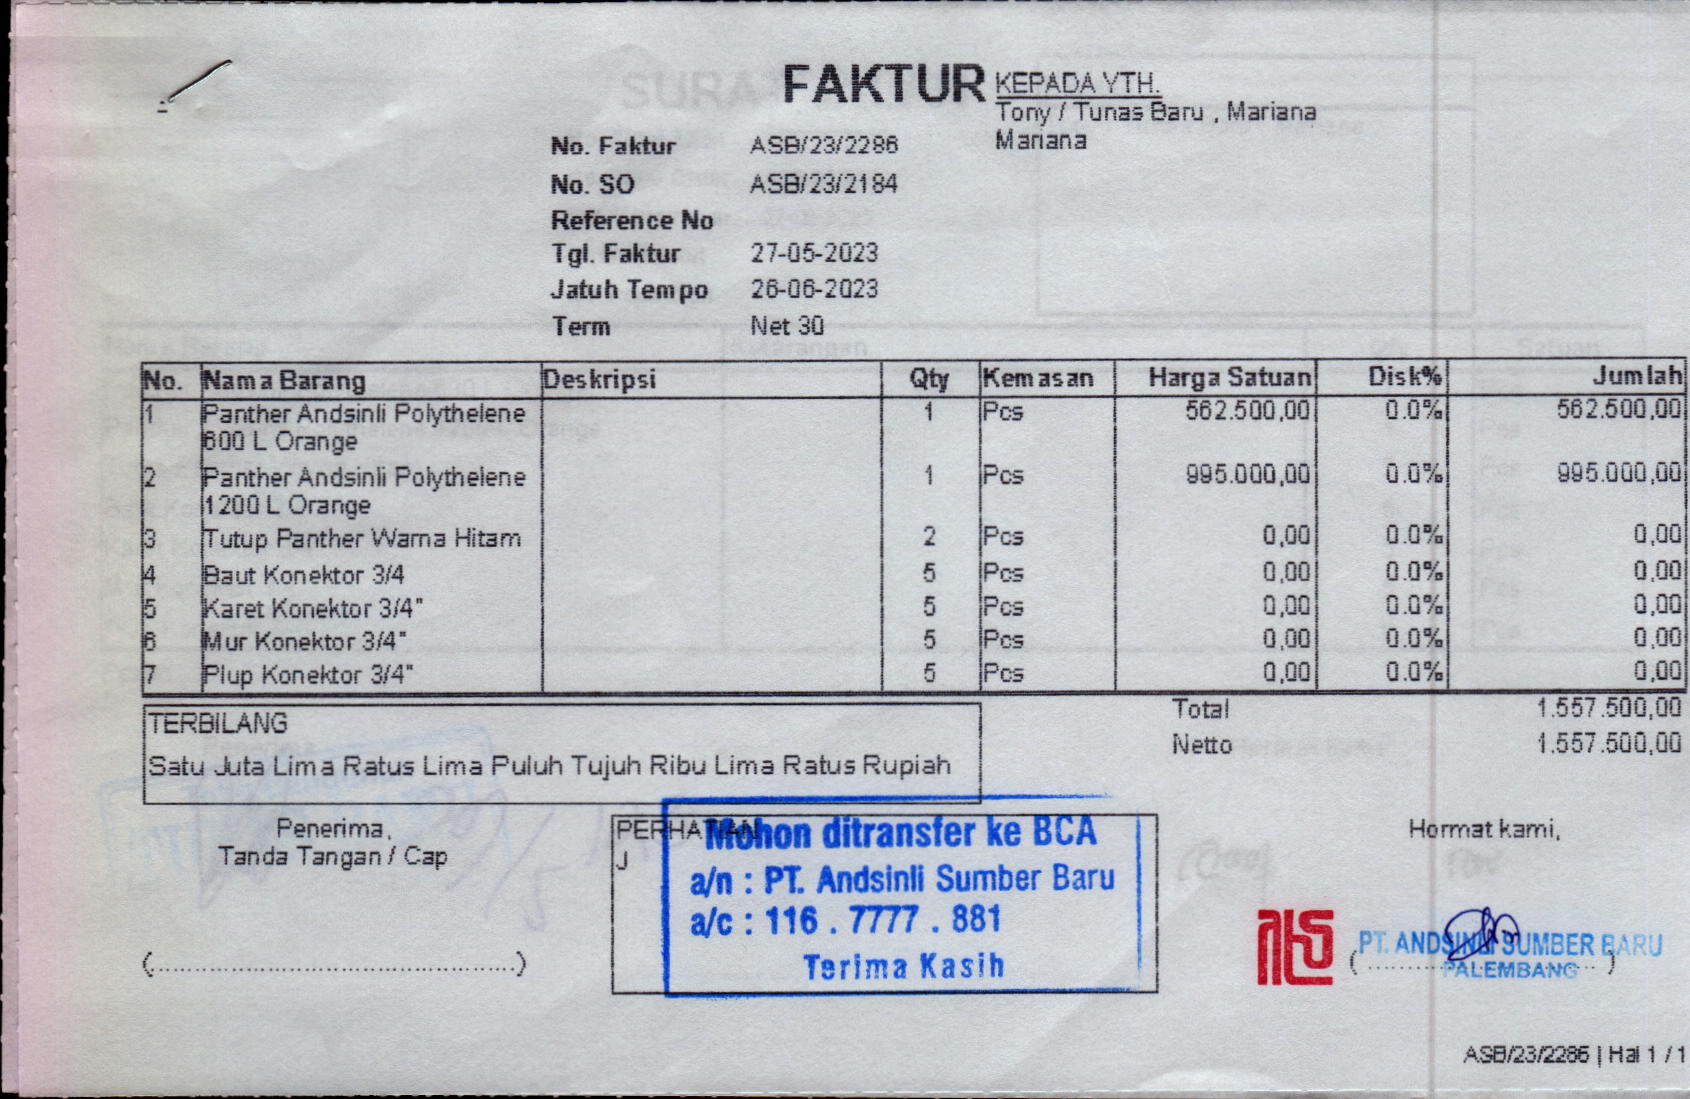 FAKTUR
KEPADA YTH.
Tony / Tunas Baru , Mariana
Mariana
No. Faktur ASB/23/2286
No. SO ASB/23/2184
Reference No
Tgl. Faktur 27-05-2023
Jatuh Tempo 26-06-2023
Term Net 30
No. Nama Barang Deskripsi Qty Kemasan Harga Satuan Disk% Jumlah
1 Panther Andsinli Polythelene 1 Pcs 562.500,00 0.0% 562.500,00
600 L Orange
2 Panther Andsinli Polythelene 1 Pcs 995.000,00 0.0% 995.000,00
1200 L Orange
3 Tutup Panther Warna Hitam 2 Pcs 0,00 0.0% 0,00
4 Baut Konektor 3/4 5 Pcs 0,00 0.0% 0,00
5 Karet Konektor 3/4" 5 Pcs 0,00 0.0% 0,00
6 Mur Konektor 3/4" 5 Pcs 0,00 0.0% 0,00
7 Plup Konektor 3/4" 5 Pcs 0,00 0.0% 0,00
Total 1.557.500,00
Netto 1.557.500,00
TERBILANG
Satu Juta Lima Ratus Lima Puluh Tujuh Ribu Lima Ratus Rupiah
Penerima,
Tanda Tangan / Cap
(........................................)
PERHATIAN
J
Mohon ditransfer ke BCA
a/n : PT. Andsinli Sumber Baru
a/c : 116 . 7777 . 881
Terima Kasih
Hormat kami,
PT. ANDSINLI SUMBER BARU
PALEMBANG
ASB/23/2286 | Hal 1 / 1